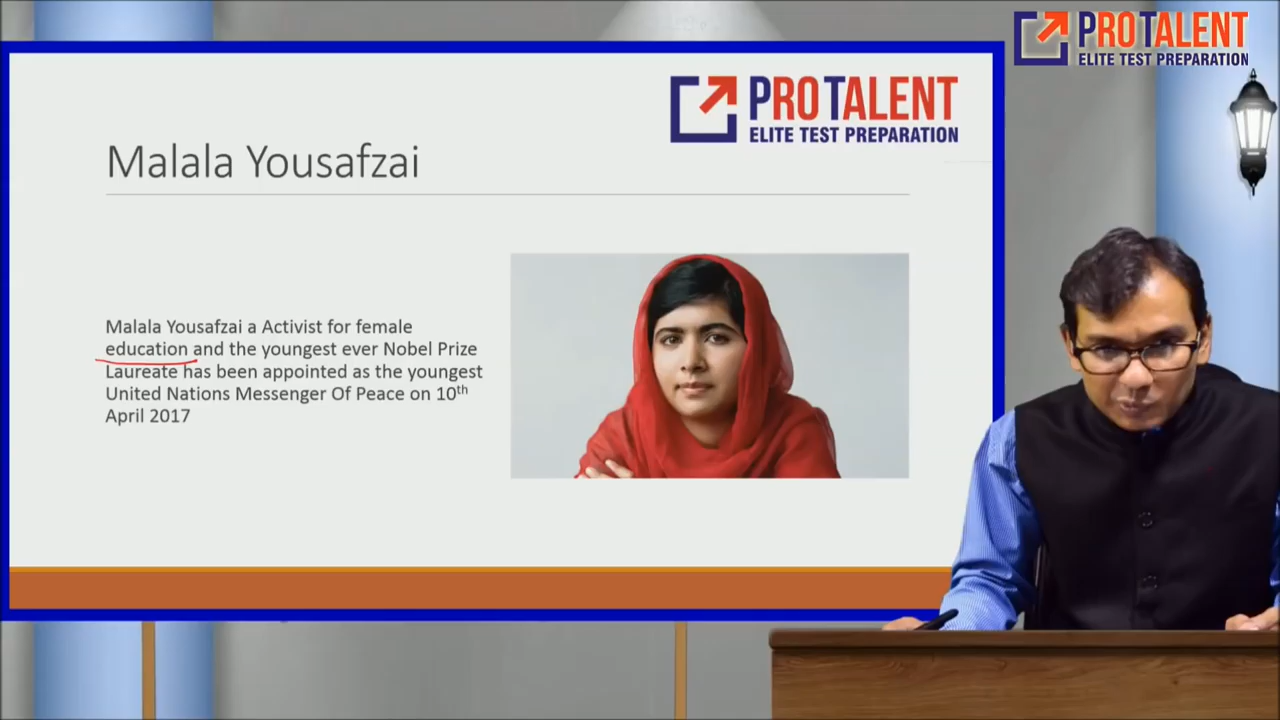 PROTALENT
ELITE TEST PREPARATION
PROTALENT
ELITE TEST PREPARATION
Malala Yousafzai
Malala Yousafzai a Activist for female
education and the youngest ever Nobel Prize
Laureate has been appointed as the youngest
United Nations Messenger Of Peace on 10th
April 2017